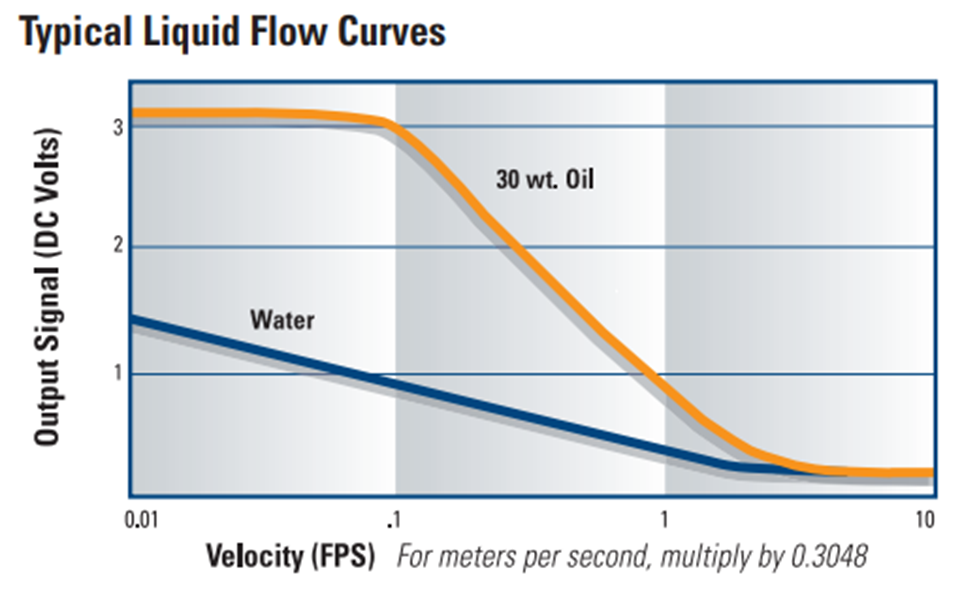 Typical Liquid Flow Curves
Output Signal (DC Volts)
3
2
1
30 wt. Oil
Water
0.01 .1 1 10
Velocity (FPS) For meters per second, multiply by 0.3048